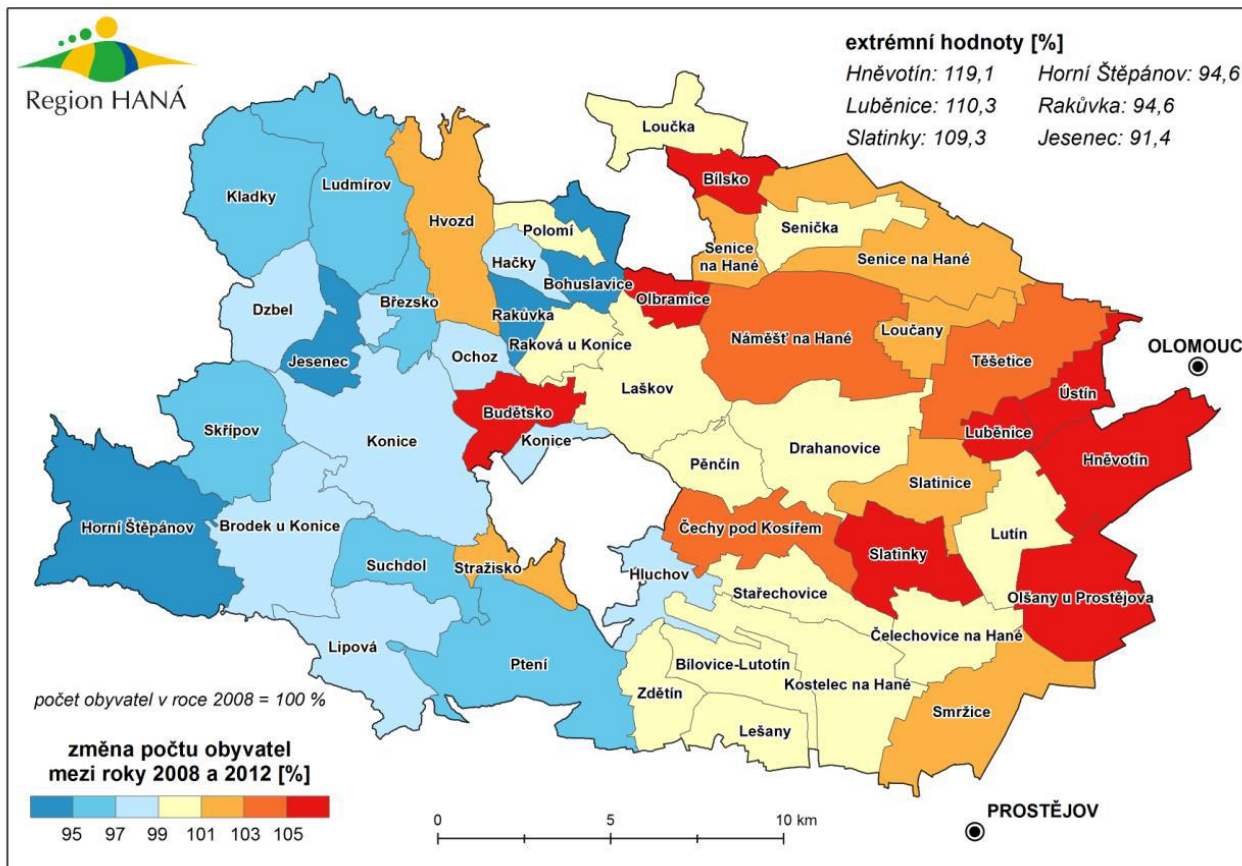 Region HANÁ
extrémní hodnoty [%]
Hněvotín: 119,1 Horní Štěpánov: 94,6
Luběnice: 110,3 Rakůvka: 94,6
Slatinky: 109,3 Jesenec: 91,4
Loučka
Bílsko
Kladky
Ludmírov
Hvozd
Polomí
Senička
Senice
na Hané
Senice na Hané
Hačky
Bohuslavice
Olbramice
Dzbel
Březsko
Rakůvka
Náměšť na Hané
Loučany
Jesenec
Ochoz
Raková u Konice
Těšetice
OLOMOUC
Laškov
Ústín
Budětsko
Skřípov
Konice
Konice
Luběnice
Drahanovice
Hněvotín
Pěnčín
Slatinice
Horní Štěpánov
Brodek u Konice
Čechy pod Kosířem
Lutín
Slatinky
Suchdol
Stražisko
Hluchov
Stařechovice
Olšany u Prostějova
Čelechovice na Hané
Lipová
Ptení
Bílovice-Lutotín
Kostelec na Hané
Zdětín
Smržice
Lešany
počet obyvatel v roce 2008 = 100 %
změna počtu obyvatel
mezi roky 2008 a 2012 [%]
95 97 99 101 103 105
0 5 10 km
PROSTĚJOV